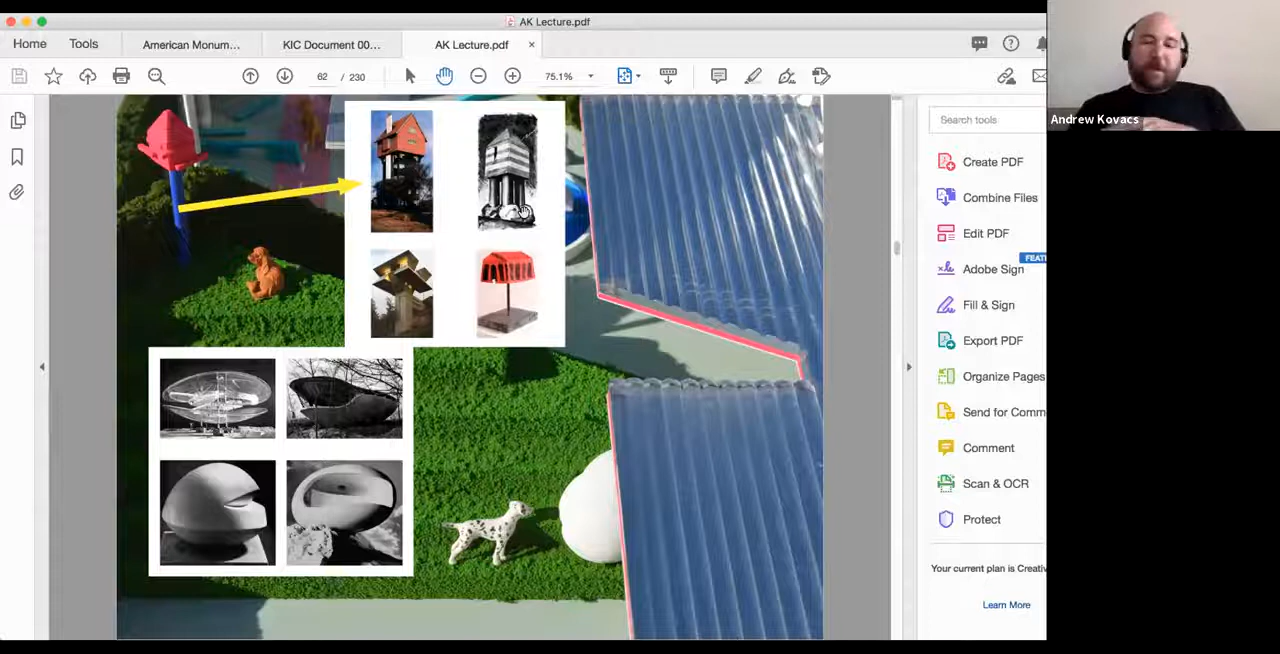 AK Lecture.pdf
Home
Tools
American Monum...
KIC Document 00...
AK Lecture.pdf
×
62 / 230
75.1%
Search tools
Create PDF
Combine Files
Edit PDF
FEAT
Adobe Sign
Fill & Sign
Export PDF
Organize Pages
Send for Comm
Comment
Scan & OCR
Protect
Your current plan is Creativ
Learn More
Andrew Kovacs